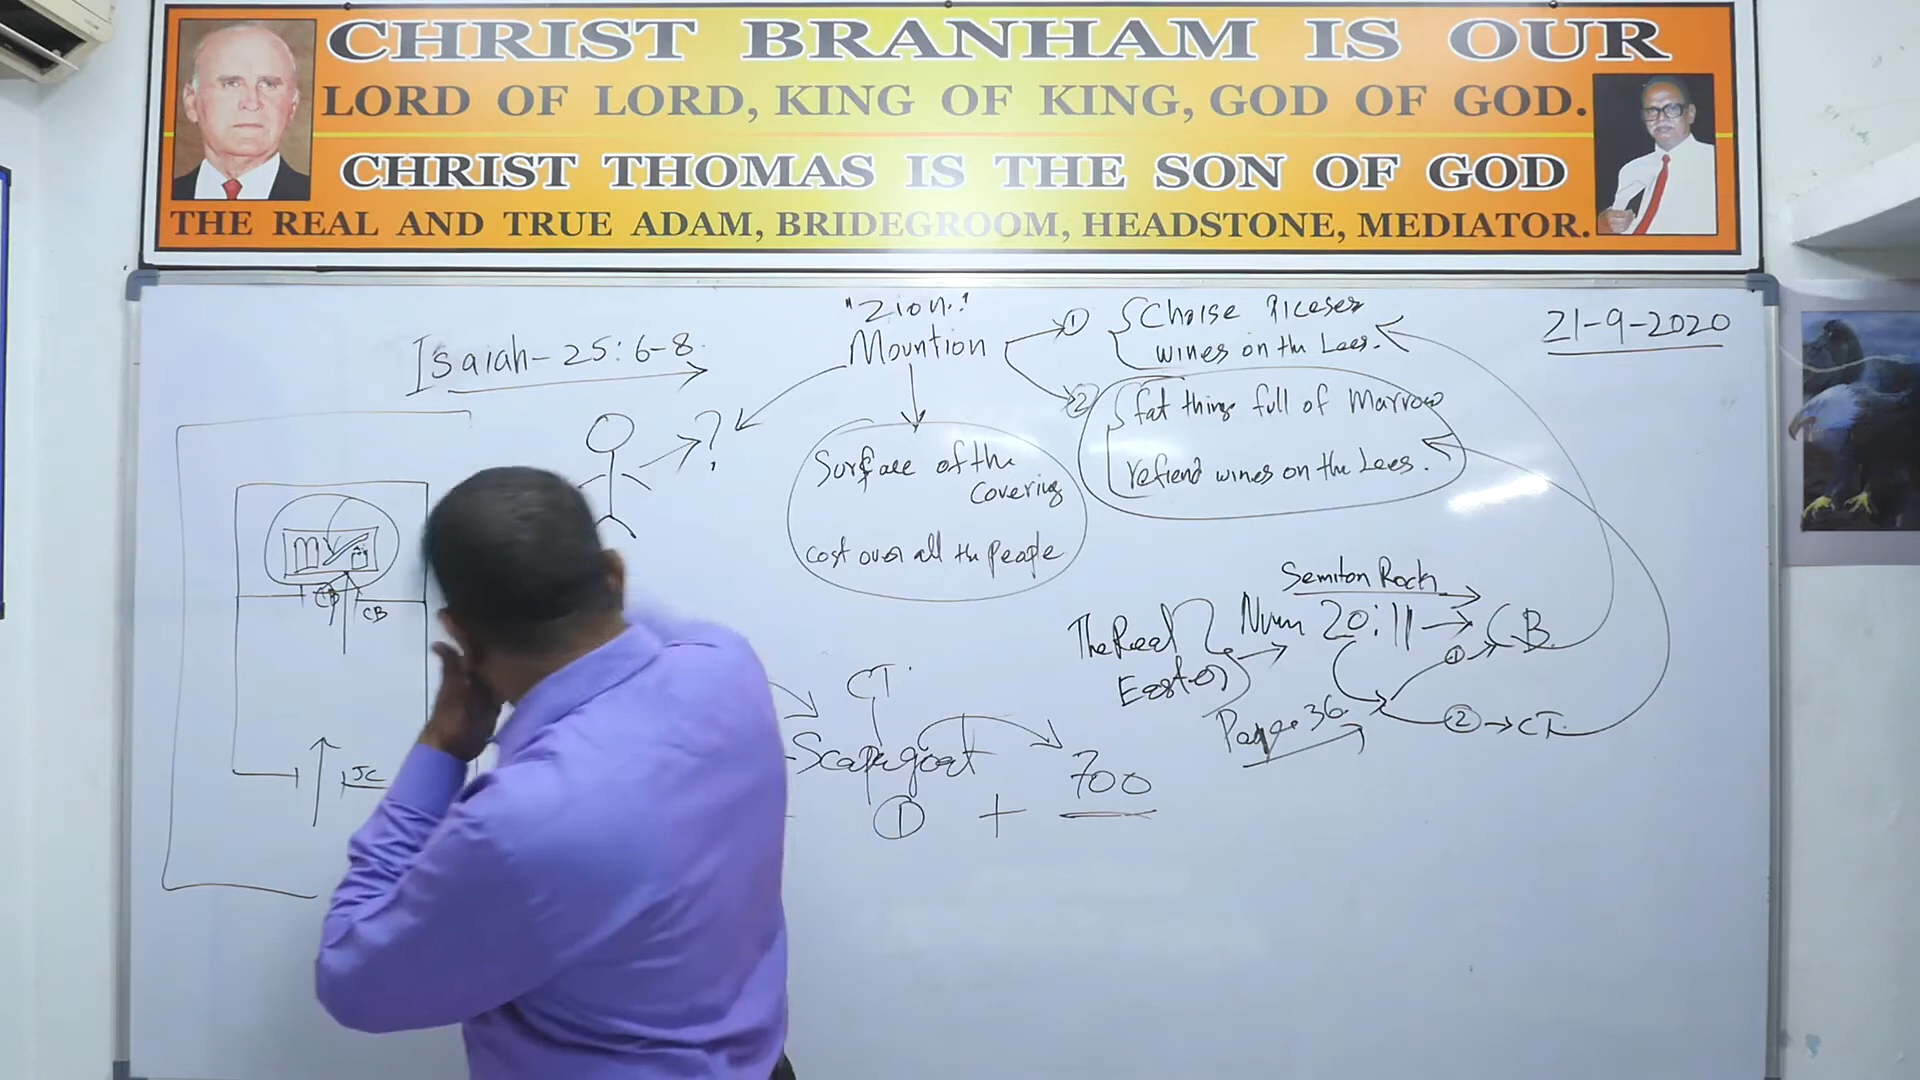 CHRIST BRANHAM IS OUR
LORD OF LORD, KING OF KING, GOD OF GOD.
CHRIST THOMAS IS THE SON OF GOD
THE REAL AND TRUE ADAM, BRIDEGROOM, HEADSTONE, MEDIATOR.
21-9-2020
Isaiah-25:6-8.
"Zion."
Mountion
① Choise
wines on the Lees.
② fat things full of Marrow
refiend wines on the Lees.
?
Surface of the
covering
cost over all the People
CB
JC
CT
Scapegoat
① + 700
Semiton Rock
The Real
Num 20:11 → CB
①
Page 36
② → CT